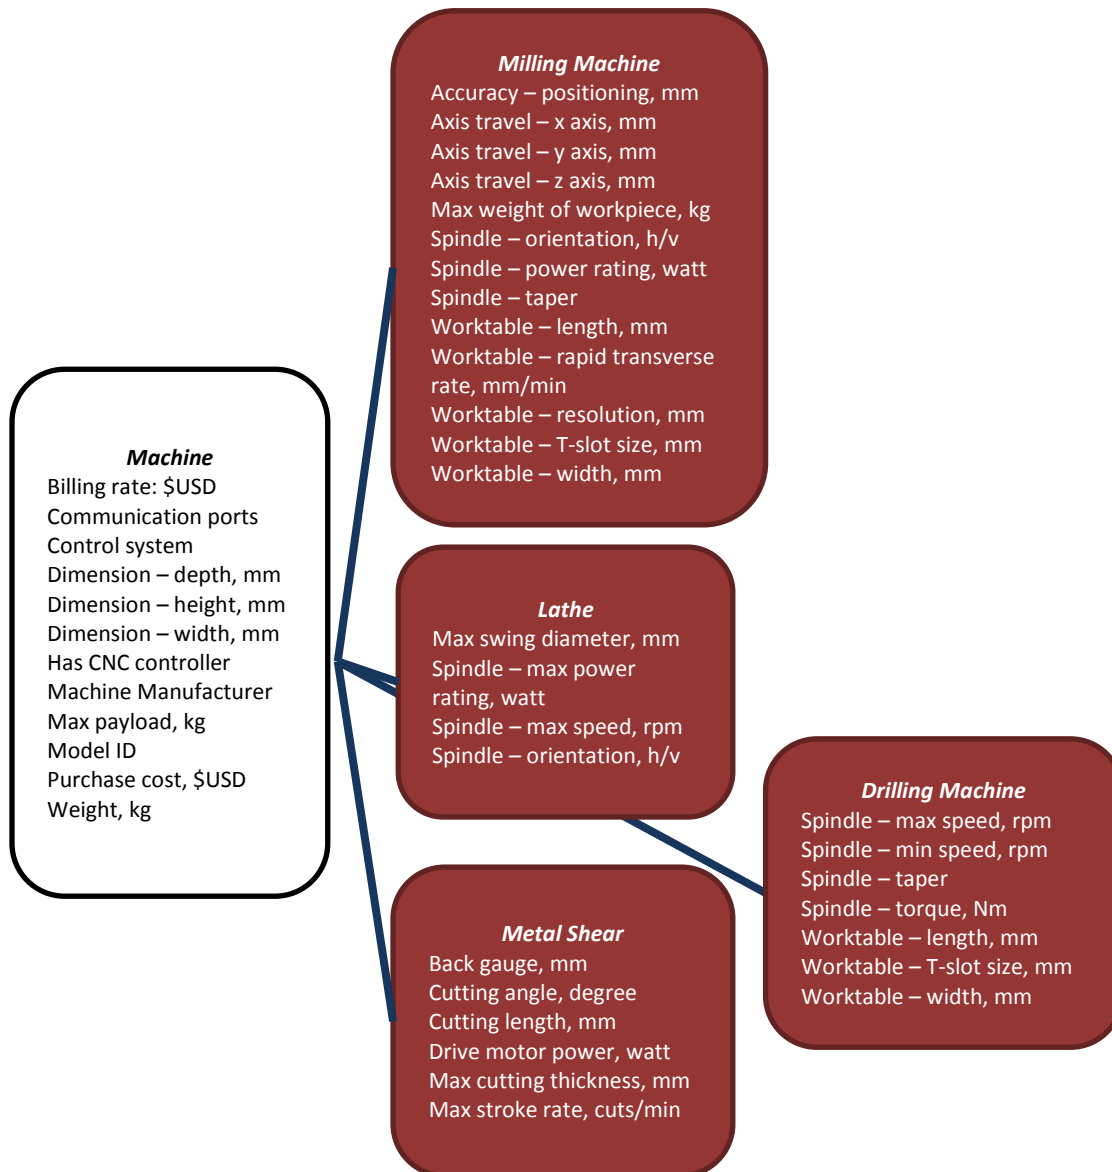 Milling Machine
Accuracy – positioning, mm
Axis travel – x axis, mm
Axis travel – y axis, mm
Axis travel – z axis, mm
Max weight of workpiece, kg
Spindle – orientation, h/v
Spindle – power rating, watt
Spindle – taper
Worktable – length, mm
Worktable – rapid transverse
rate, mm/min
Worktable – resolution, mm
Worktable – T-slot size, mm
Worktable – width, mm
Machine
Billing rate: $USD
Communication ports
Control system
Dimension – depth, mm
Dimension – height, mm
Dimension – width, mm
Has CNC controller
Machine Manufacturer
Max payload, kg
Model ID
Purchase cost, $USD
Weight, kg
Lathe
Max swing diameter, mm
Spindle – max power
rating, watt
Spindle – max speed, rpm
Spindle – orientation, h/v
Drilling Machine
Spindle – max speed, rpm
Spindle – min speed, rpm
Spindle – taper
Spindle – torque, Nm
Worktable – length, mm
Worktable – T-slot size, mm
Worktable – width, mm
Metal Shear
Back gauge, mm
Cutting angle, degree
Cutting length, mm
Drive motor power, watt
Max cutting thickness, mm
Max stroke rate, cuts/min